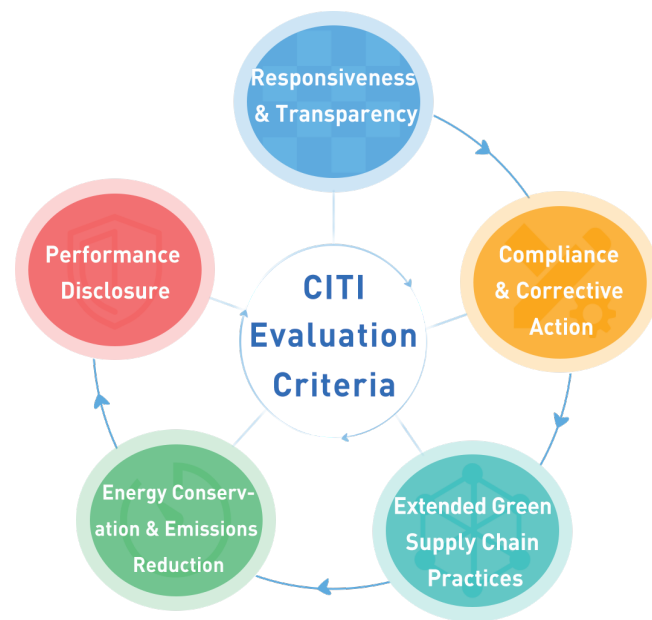 Responsiveness
& Transparency
Compliance
& Corrective
Action
Extended Green
Supply Chain
Practices
Energy Conserv-
ation & Emissions
Reduction
Performance
Disclosure
CITI
Evaluation
Criteria